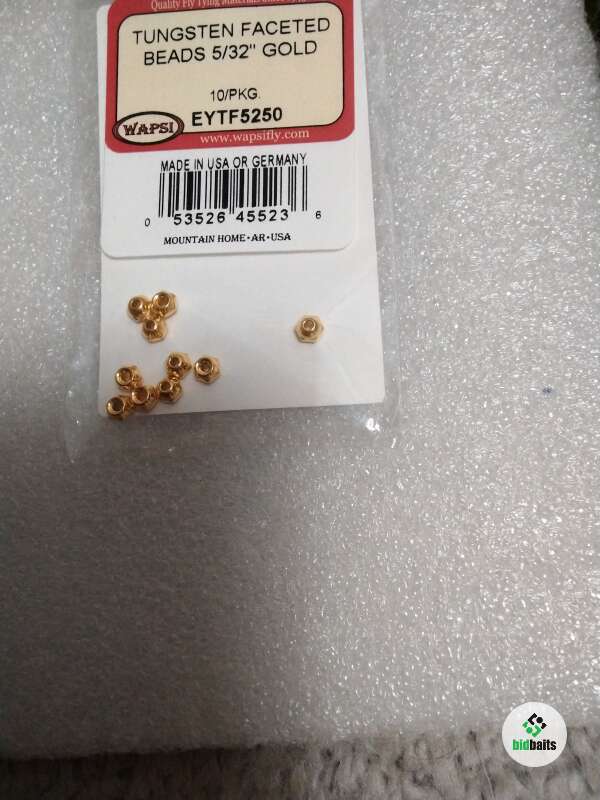 TUNGSTEN FACETED
BEADS 5/32" GOLD
10/PKG.
EYTF5250
WAPSI
www.wapsifly.com
MADE IN USA OR GERMANY
0 53526 45523 6
MOUNTAIN HOME•AR•USA
bidbaits